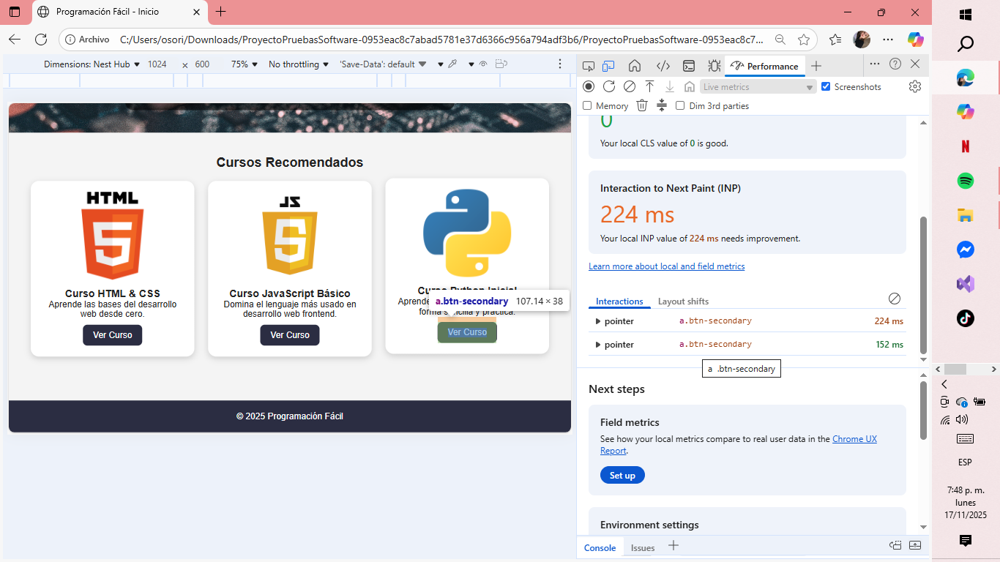 Programación Fácil - Inicio
Archivo
C:/Users/osori/Downloads/ProyectoPruebasSoftware-0953eac8c7abad5781e37d6366c956a794adf3b6/ProyectoPruebasSoftware-0953eac8c7...
Dimensions: Nest Hub 1024 × 600 75% No throttling 'Save-Data': default
Performance
Live metrics
Screenshots
Memory
Dim 3rd parties
Cursos Recomendados
HTML
5
Curso HTML & CSS
Aprende las bases del desarrollo
web desde cero.
Ver Curso
JS
5
Curso JavaScript Básico
Domina el lenguaje más usado en
desarrollo web frontend.
Ver Curso
Curso Python Inicial
a.btn-secondary 107.14 × 38
Ver Curso
© 2025 Programación Fácil
0
Your local CLS value of 0 is good.
Interaction to Next Paint (INP)
224 ms
Your local INP value of 224 ms needs improvement.
Learn more about local and field metrics
Interactions
Layout shifts
pointer a.btn-secondary 224 ms
pointer a.btn-secondary 152 ms
a .btn-secondary
Next steps
Field metrics
See how your local metrics compare to real user data in the Chrome UX
Report.
Set up
Environment settings
Console
Issues
N
ESP
7:48 p. m.
lunes
17/11/2025